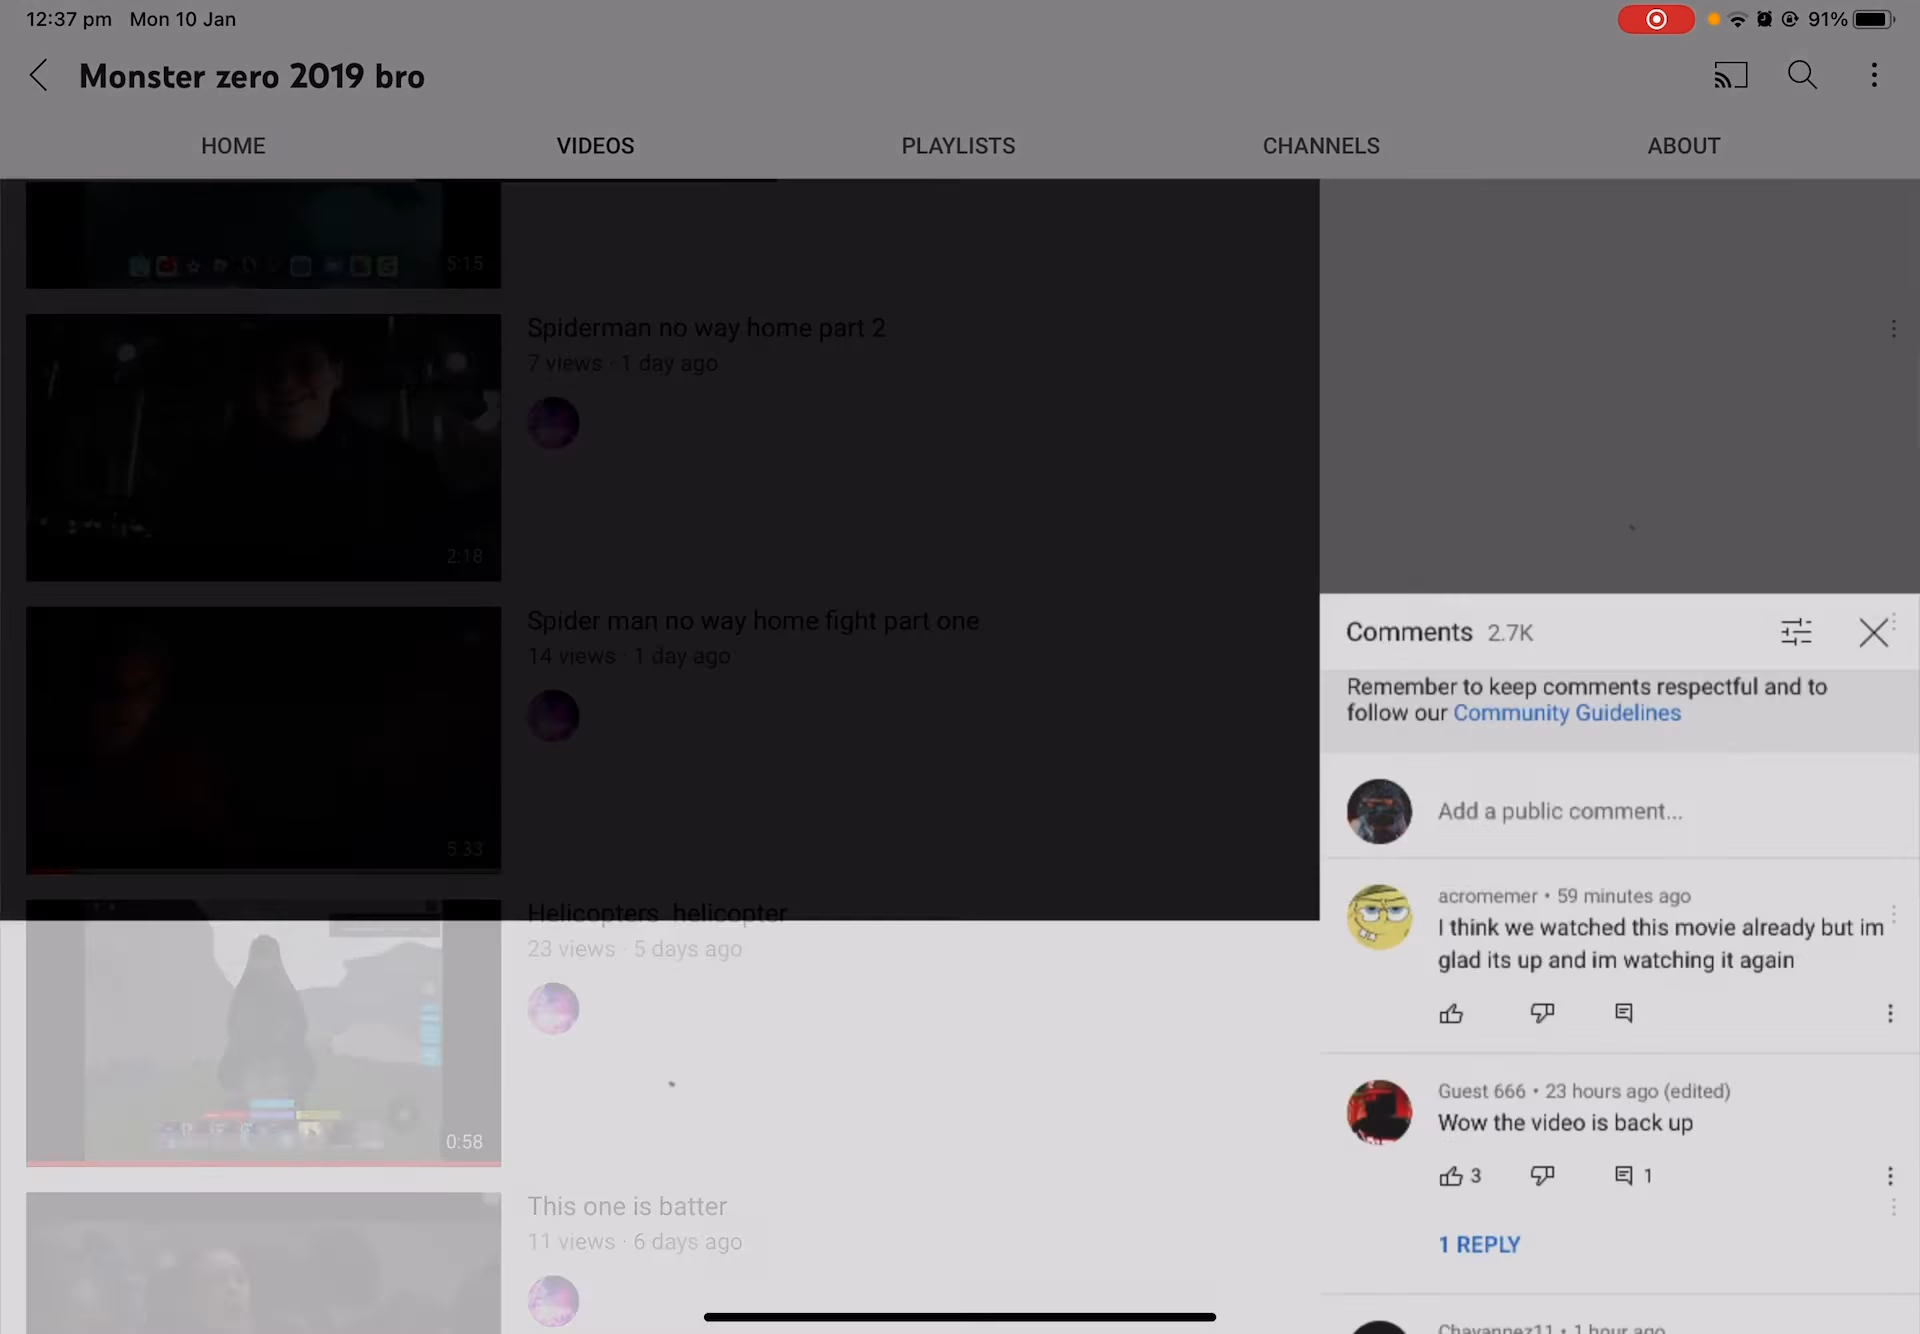 12:37 pm Mon 10 Jan
91%
Monster zero 2019 bro
HOME VIDEOS PLAYLISTS CHANNELS ABOUT
5:15
Spiderman no way home part 2
7 views · 1 day ago
2:18
Spider man no way home fight part one
14 views · 1 day ago
5:33
Helicopters helicopter
23 views · 5 days ago
0:58
This one is batter
11 views · 6 days ago
Comments 2.7K
Remember to keep comments respectful and to
follow our Community Guidelines
Add a public comment...
acromemer • 59 minutes ago
I think we watched this movie already but im
glad its up and im watching it again
Guest 666 • 23 hours ago (edited)
Wow the video is back up
3
1
1 REPLY
Chavannez11 • 1 hour ago